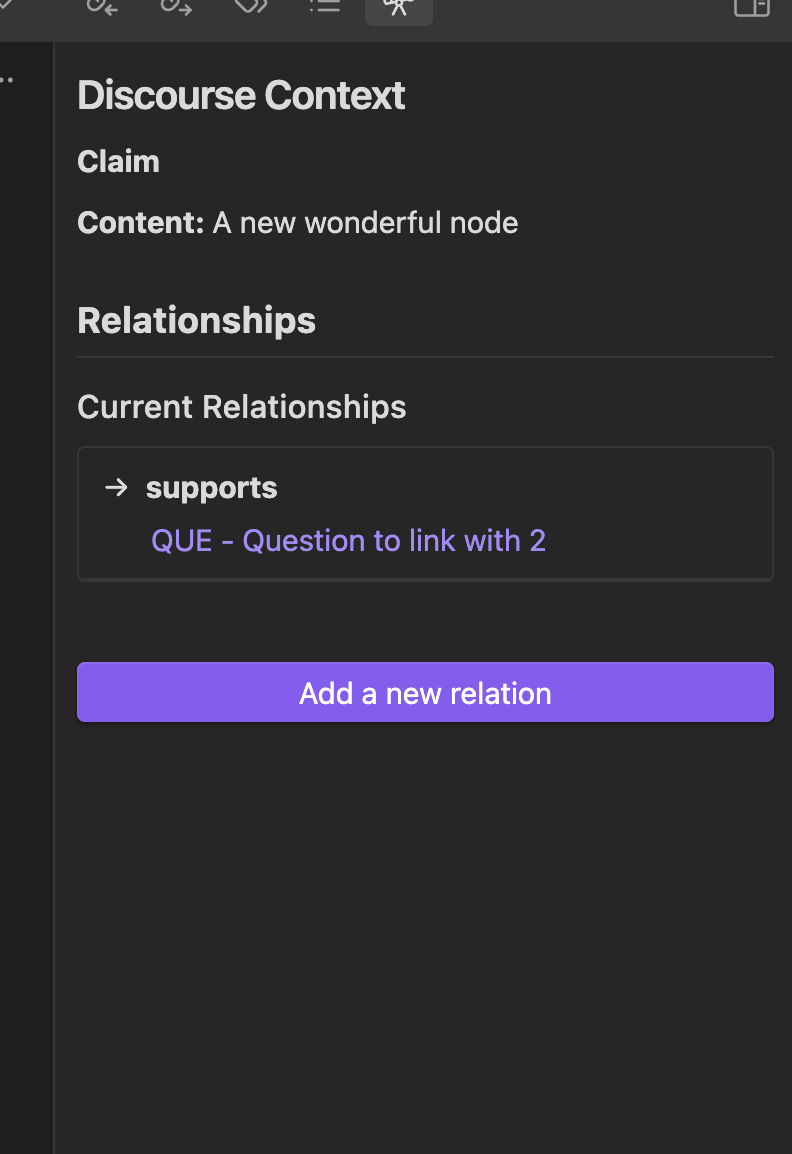 Discourse Context
Claim
Content: A new wonderful node
Relationships
Current Relationships
→ supports
QUE - Question to link with 2
Add a new relation